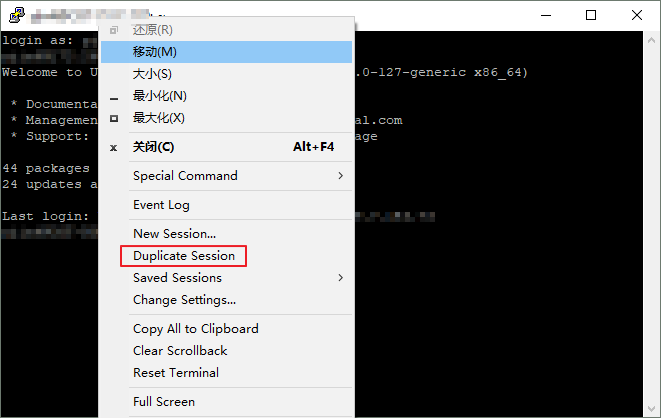 login as:
还原(R)
移动(M)
Welcome to U .0-127-generic x86_64)
大小(S)
最小化(N)
* Documenta
最大化(X)
* Managemen al.com
* Support: age
关闭(C) Alt+F4
44 packages
Special Command
24 updates a
Event Log
Last login:
New Session...
Duplicate Session
Saved Sessions
Change Settings...
Copy All to Clipboard
Clear Scrollback
Reset Terminal
Full Screen